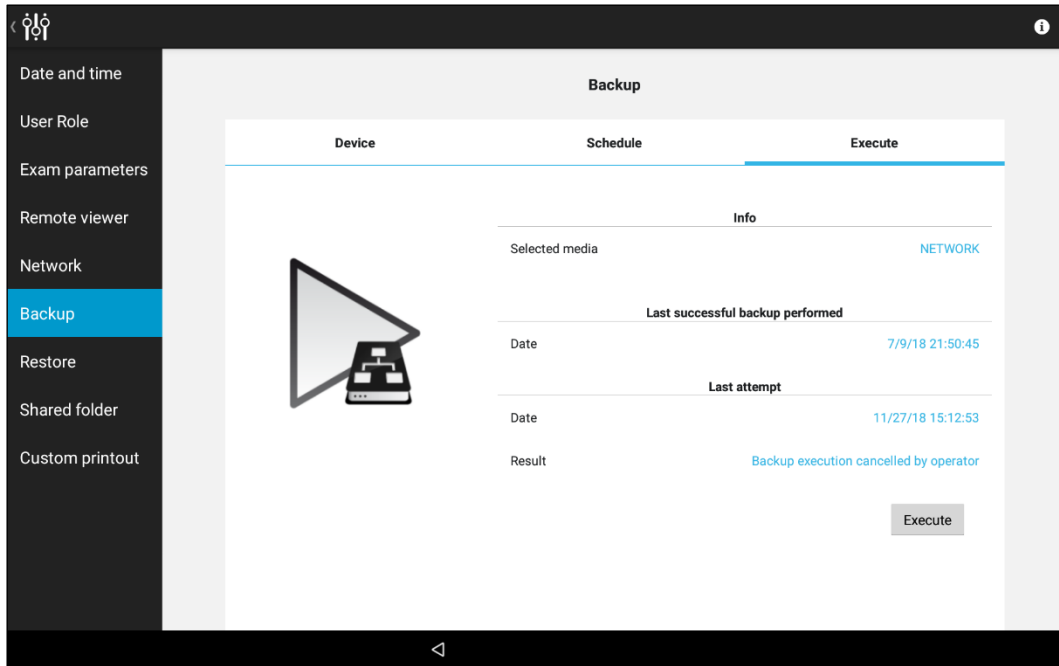 Date and time
User Role
Exam parameters
Remote viewer
Network
Backup
Restore
Shared folder
Custom printout
Backup
Device Schedule Execute
Info
Selected media NETWORK
Last successful backup performed
Date 7/9/18 21:50:45
Last attempt
Date 11/27/18 15:12:53
Result Backup execution cancelled by operator
Execute